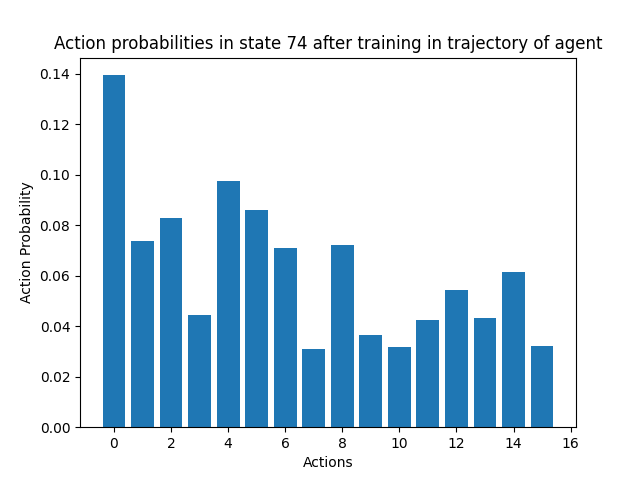 Action probabilities in state 74 after training in trajectory of agent
0.14
0.12
0.10
0.08
0.06
0.04
0.02
0.00
Action Probability
0 2 4 6 8 10 12 14 16
Actions